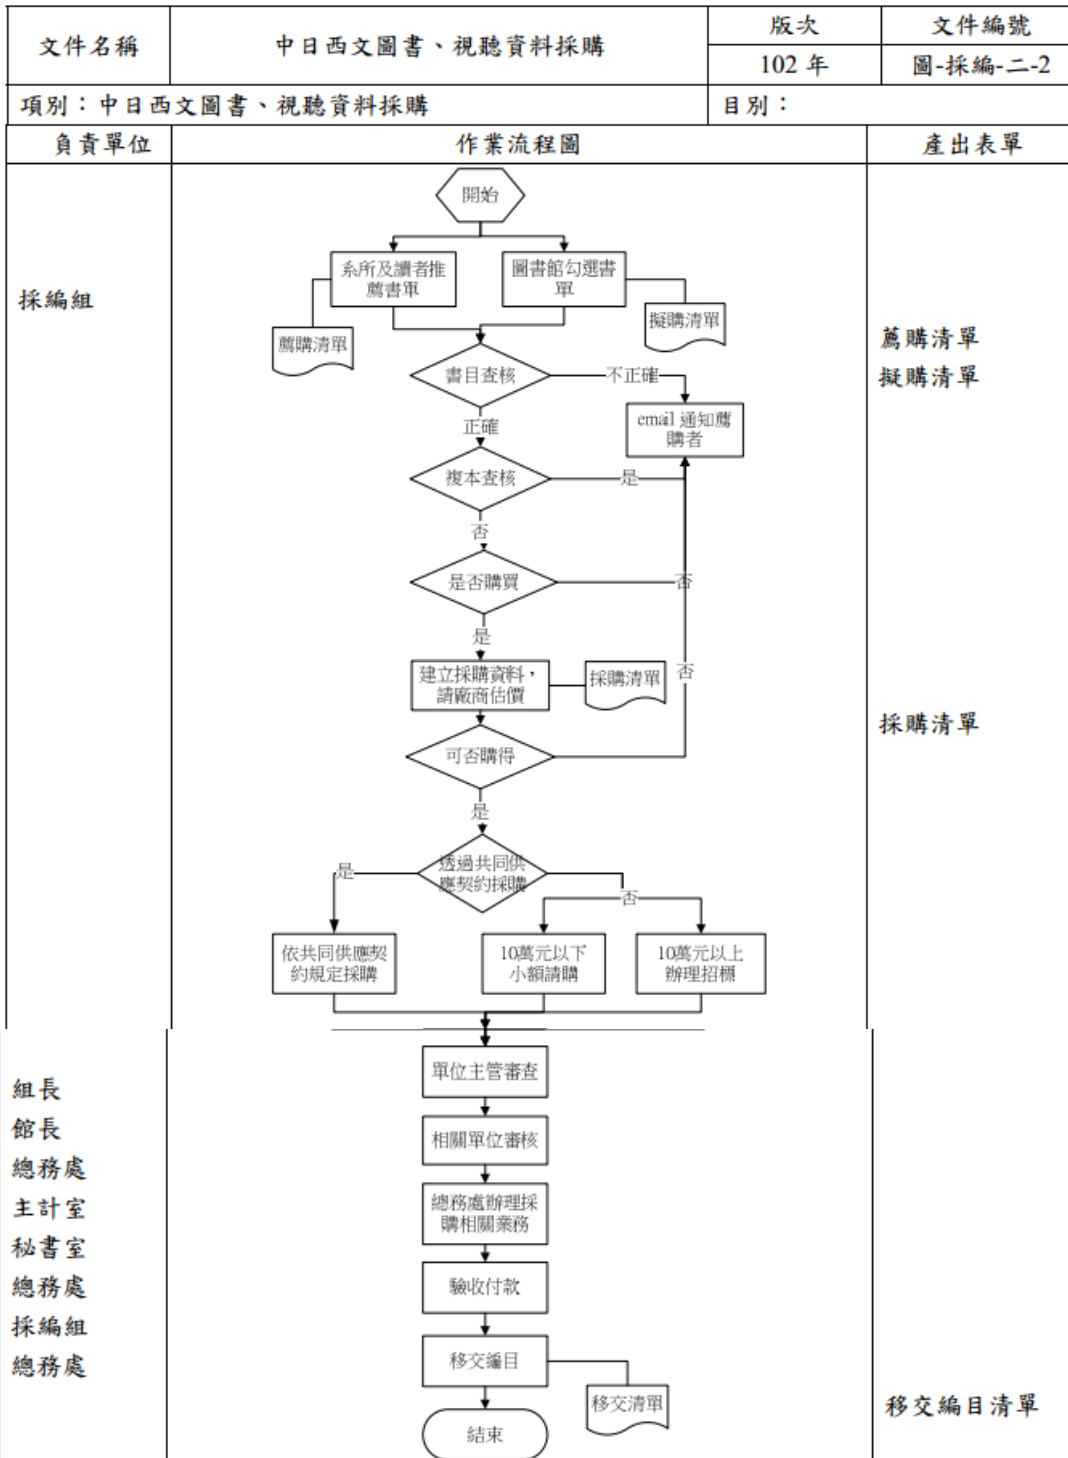 文件名稱
中日西文圖書、視聽資料採購
版次
文件編號
102 年
圖-採編-二-2
項別：中日西文圖書、視聽資料採購
目別：
負責單位
作業流程圖
產出表單
開始
系所及讀者推
薦書單
圖書館勾選書
單
採編組
薦購清單
擬購清單
薦購清單
擬購清單
書目查核
不正確
正確
email 通知薦
購者
複本查核
是
否
是否購買
否
是
建立採購資料，
請廠商估價
採購清單
否
採購清單
可否購得
是
透過共同供
應契約採購
是
否
依共同供應契
約規定採購
10萬元以下
小額請購
10萬元以上
辦理招標
單位主管審查
組長
館長
相關單位審核
總務處
主計室
總務處辦理採
購相關業務
秘書室
總務處
驗收付款
採編組
總務處
移交編目
移交清單
移交編目清單
結束